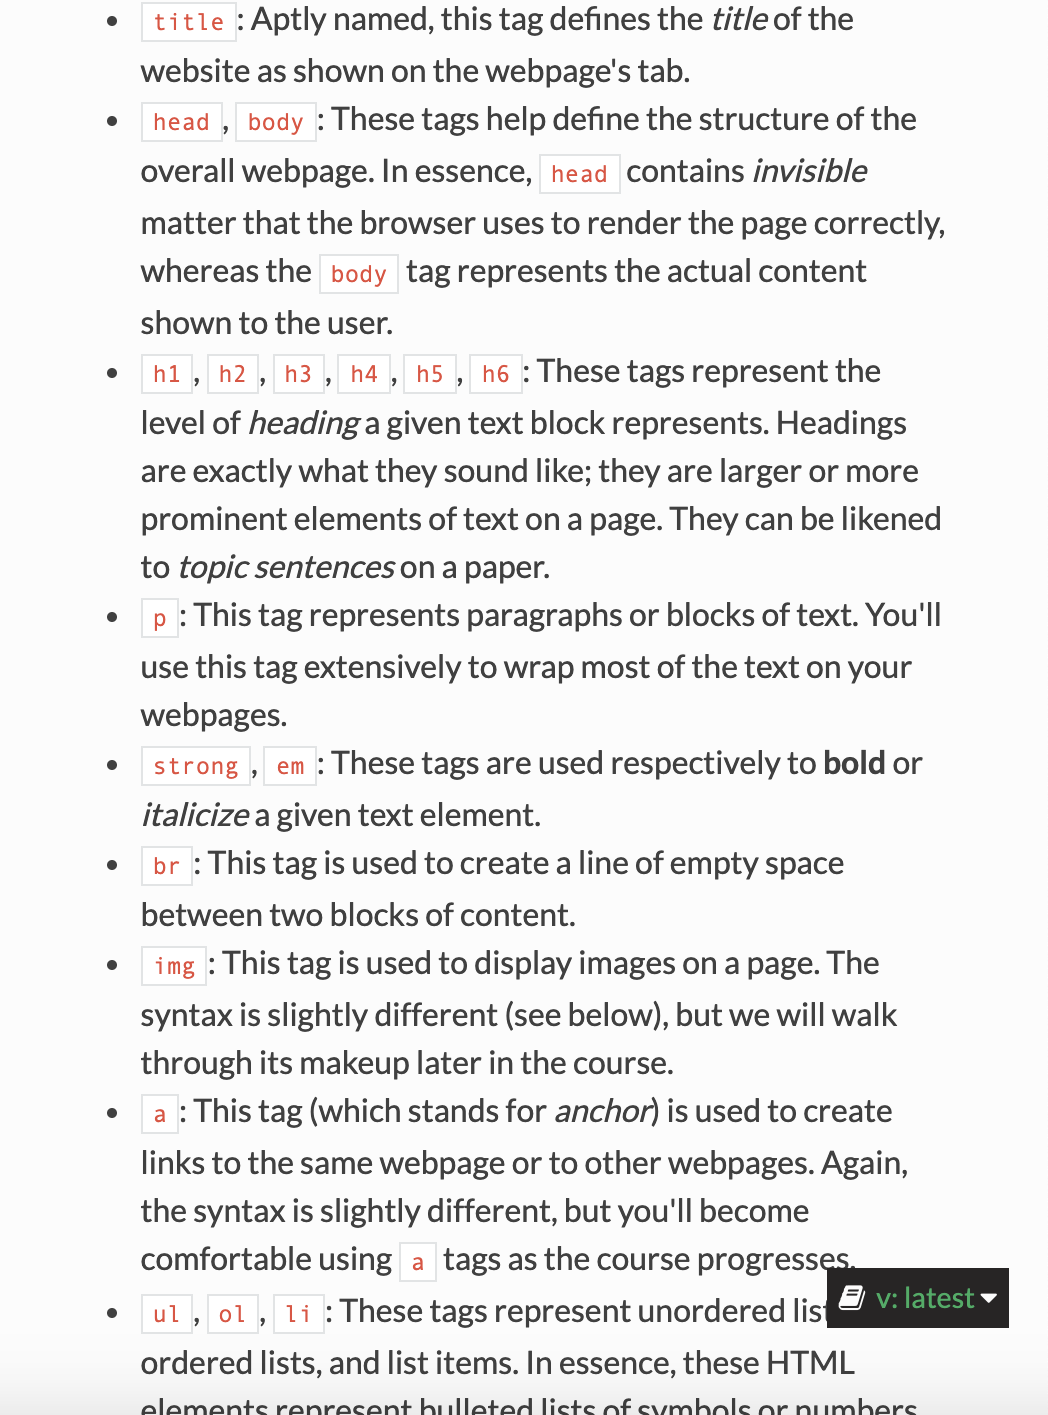 • title: Aptly named, this tag defines the title of the
website as shown on the webpage's tab.
• head, body: These tags help define the structure of the
overall webpage. In essence, head contains invisible
matter that the browser uses to render the page correctly,
whereas the body tag represents the actual content
shown to the user.
• h1, h2, h3, h4, h5, h6: These tags represent the
level of heading a given text block represents. Headings
are exactly what they sound like; they are larger or more
prominent elements of text on a page. They can be likened
to topic sentences on a paper.
• p: This tag represents paragraphs or blocks of text. You'll
use this tag extensively to wrap most of the text on your
webpages.
• strong, em: These tags are used respectively to bold or
italicize a given text element.
• br: This tag is used to create a line of empty space
between two blocks of content.
• img: This tag is used to display images on a page. The
syntax is slightly different (see below), but we will walk
through its makeup later in the course.
• a: This tag (which stands for anchor) is used to create
links to the same webpage or to other webpages. Again,
the syntax is slightly different, but you'll become
comfortable using a tags as the course progresses.
• ul, ol, li: These tags represent unordered
v: latest
ordered lists, and list items. In essence, these HTML
elements represent bulleted lists of symbols or numbers